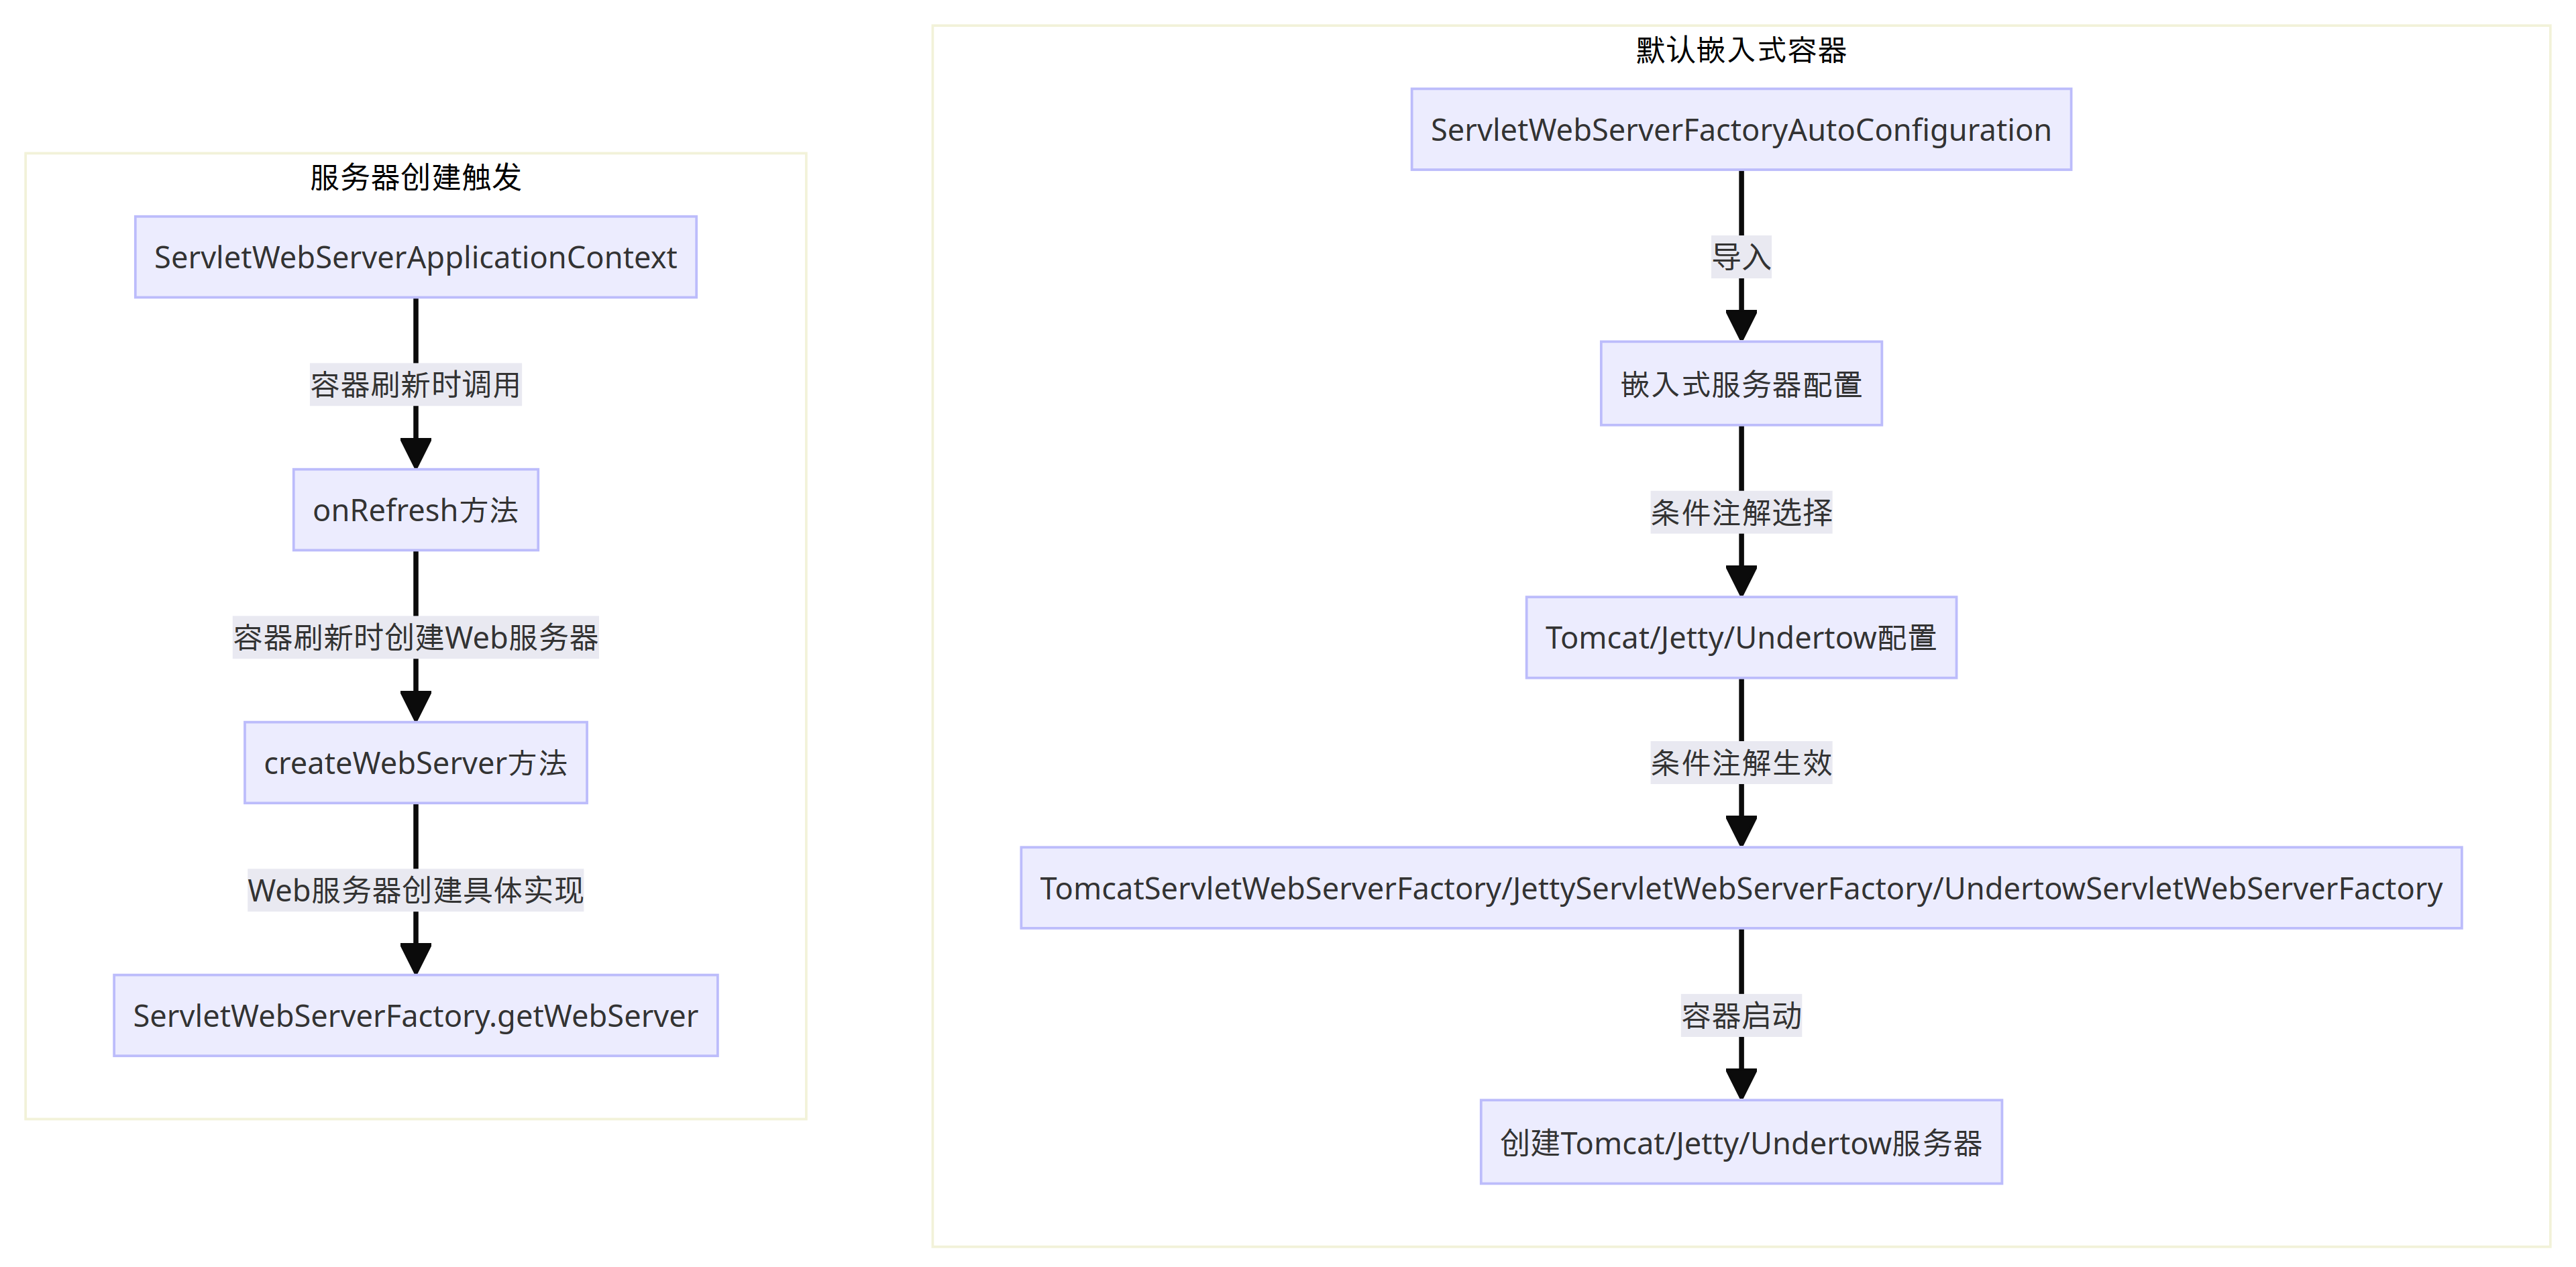 服务器创建触发
ServletWebServerApplicationContext
容器刷新时调用
onRefresh方法
容器刷新时创建Web服务器
createWebServer方法
Web服务器创建具体实现
ServletWebServerFactory.getWebServer
默认嵌入式容器
ServletWebServerFactoryAutoConfiguration
导入
嵌入式服务器配置
条件注解选择
Tomcat/Jetty/Undertow配置
条件注解生效
TomcatServletWebServerFactory/JettyServletWebServerFactory/UndertowServletWebServerFactory
容器启动
创建Tomcat/Jetty/Undertow服务器